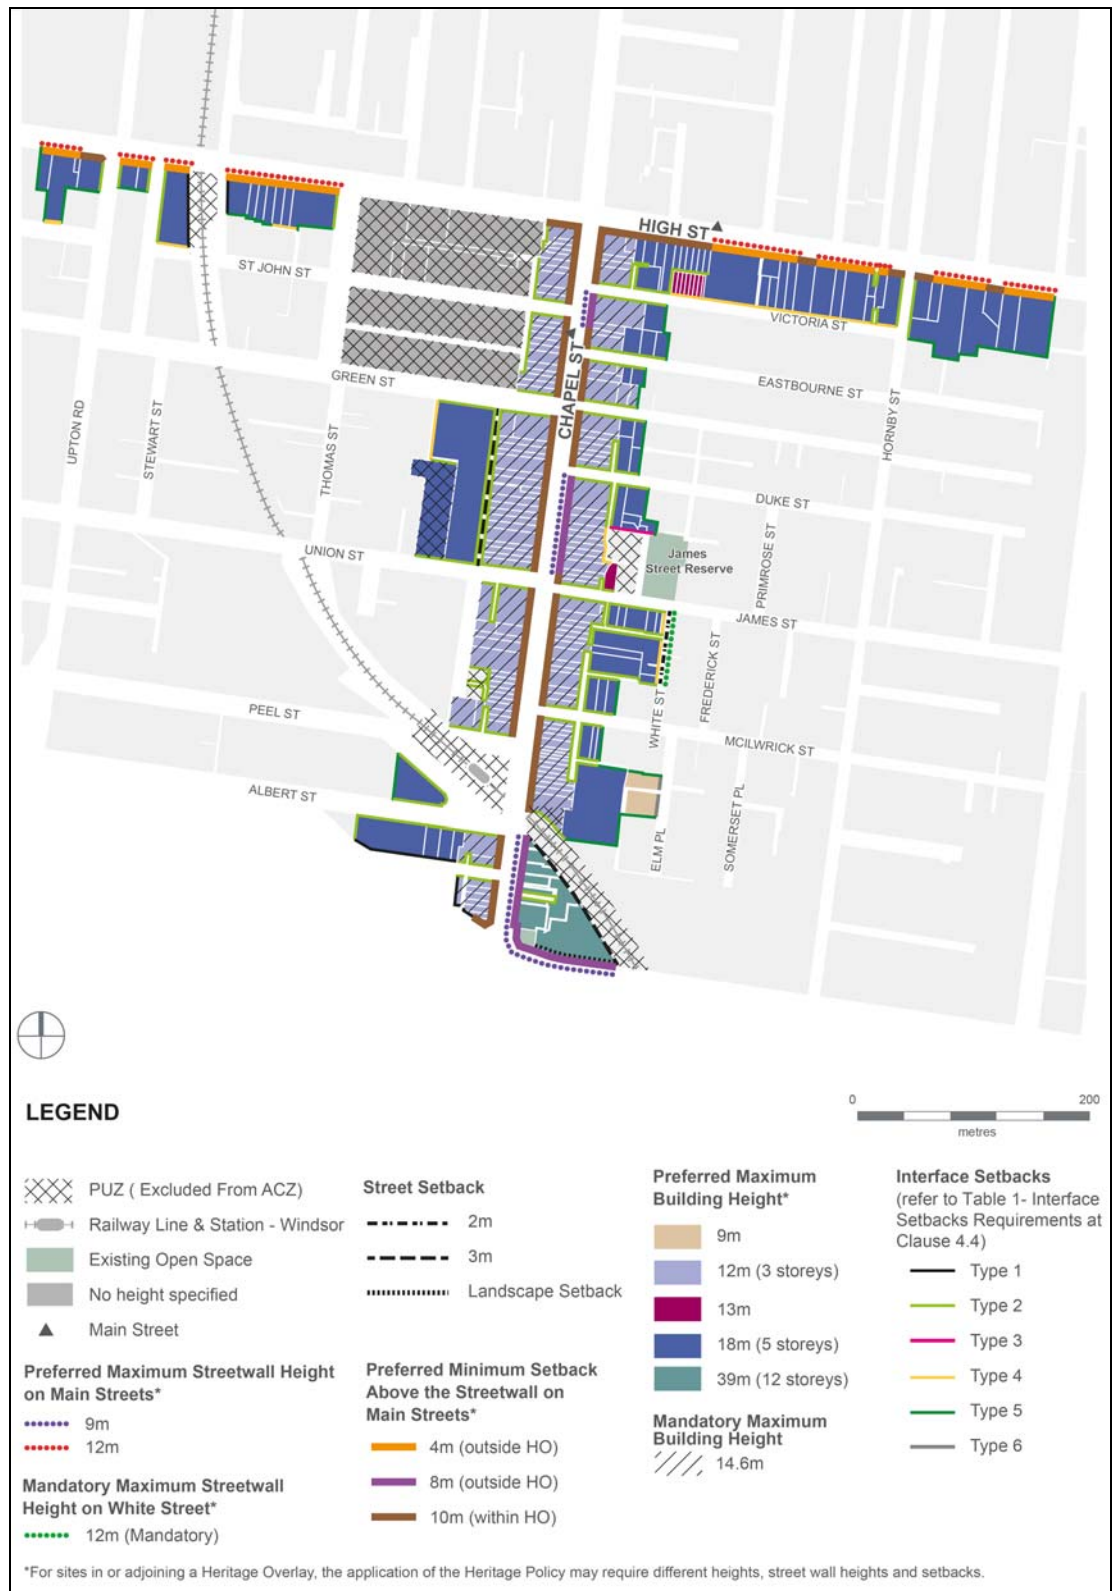 HIGH ST
ST JOHN ST
VICTORIA ST
CHAPEL ST
GREEN ST
EASTBOURNE ST
HORNBY ST
UPTON RD
STEWART ST
THOMAS ST
DUKE ST
UNION ST
James
Street Reserve
PRIMROSE ST
JAMES ST
FREDERICK ST
WHITE ST
PEEL ST
MCILWRICK ST
ALBERT ST
ELM PL
SOMERSET PL
LEGEND
0 200
metres
PUZ ( Excluded From ACZ)
Railway Line & Station - Windsor
Existing Open Space
No height specified
Main Street
Preferred Maximum Streetwall Height
on Main Streets*
9m
12m
Mandatory Maximum Streetwall
Height on White Street*
12m (Mandatory)
Street Setback
2m
3m
Landscape Setback
Preferred Minimum Setback
Above the Streetwall on
Main Streets*
4m (outside HO)
8m (outside HO)
10m (within HO)
Preferred Maximum
Building Height*
9m
12m (3 storeys)
13m
18m (5 storeys)
39m (12 storeys)
Mandatory Maximum
Building Height
14.6m
Interface Setbacks
(refer to Table 1- Interface
Setbacks Requirements at
Clause 4.4)
Type 1
Type 2
Type 3
Type 4
Type 5
Type 6
*For sites in or adjoining a Heritage Overlay, the application of the Heritage Policy may require different heights, street wall heights and setbacks.